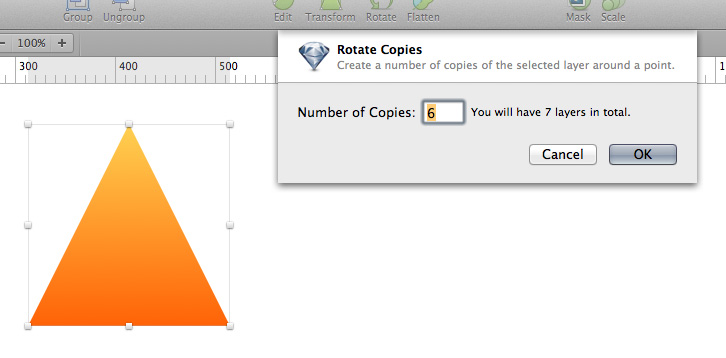 Group Ungroup Edit Transform Rotate Flatten Mask Scale
− 100% +
300 400 500 1
Rotate Copies
Create a number of copies of the selected layer around a point.
Number of Copies: 6 You will have 7 layers in total.
Cancel OK